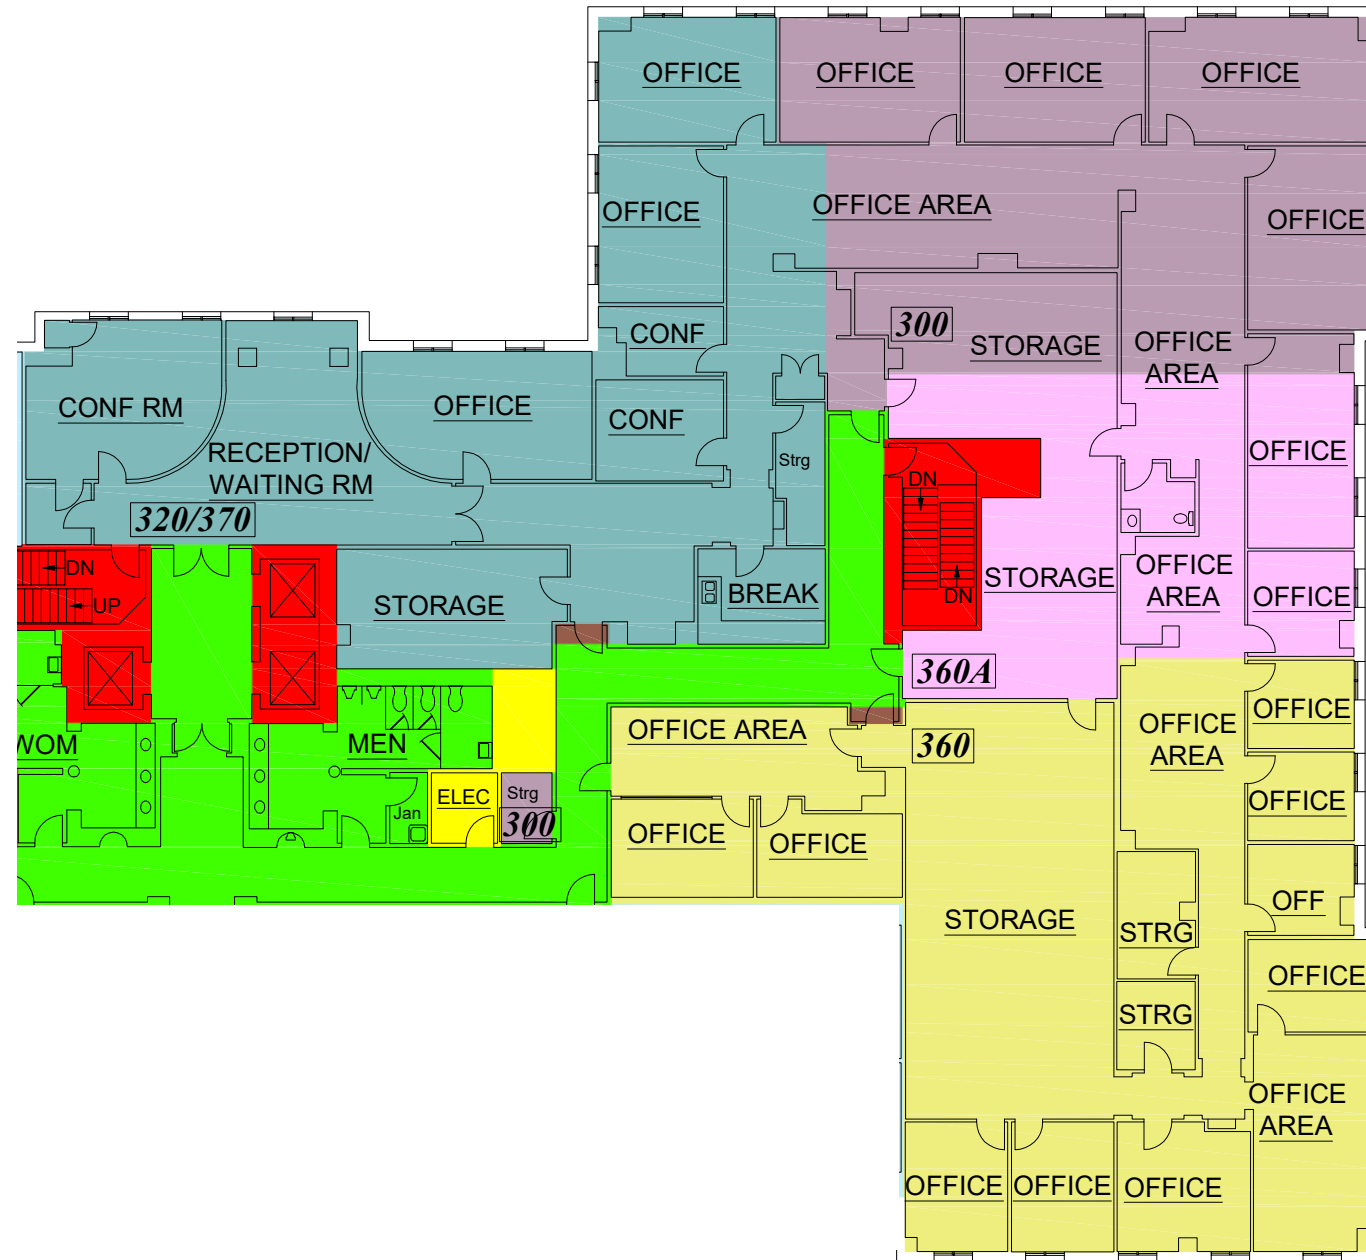 OFFICE
OFFICE
OFFICE
OFFICE
OFFICE
OFFICE AREA
OFFICE
300
STORAGE
OFFICE
AREA
CONF
CONF RM
OFFICE
CONF
OFFICE
RECEPTION/
WAITING RM
Strg
320/370
DN
DN
UP
STORAGE
BREAK
DN
STORAGE
OFFICE
AREA
OFFICE
360A
WOM
MEN
OFFICE AREA
360
OFFICE
AREA
OFFICE
ELEC
Strg
Jan
300
OFFICE
OFFICE
OFFICE
STORAGE
STRG
OFF
OFFICE
STRG
OFFICE
AREA
OFFICE
OFFICE
OFFICE